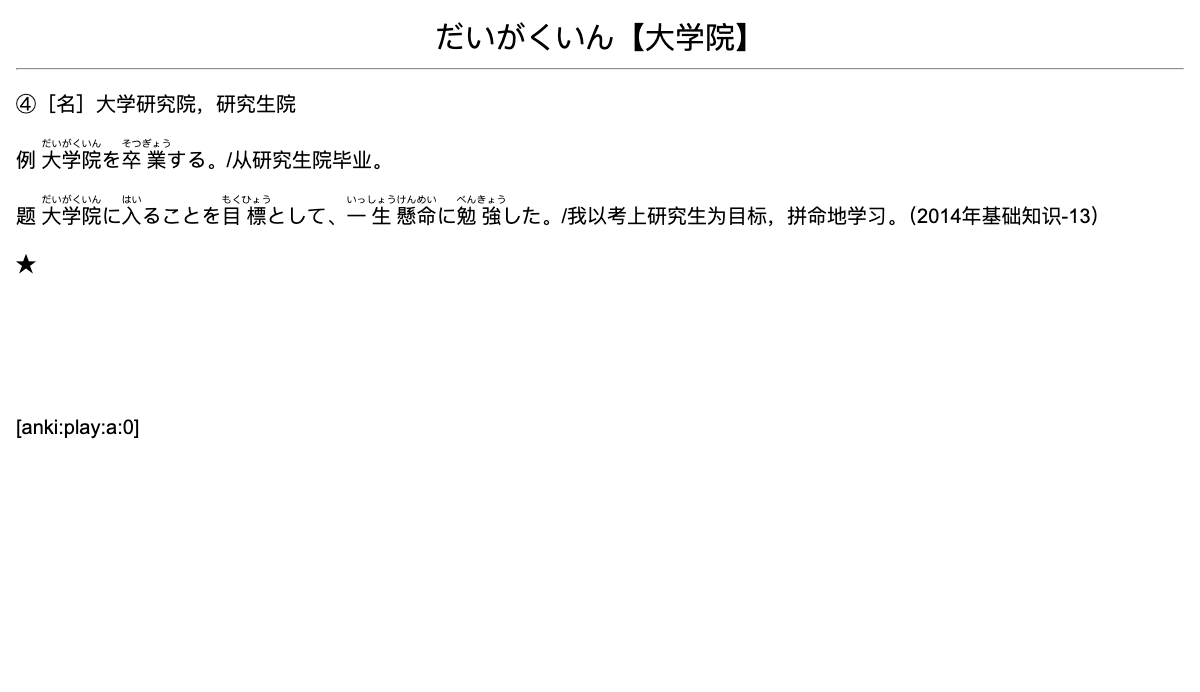 だいがくいん【大学院】
④［名］大学研究院，研究生院
だいがくいん そつぎょう
例 大学院を卒業する。/从研究生院毕业。
だいがくいん はい もくひょう いっしょうけんめい べんきょう
题 大学院に入ることを目標として、一生懸命に勉強した。/我以考上研究生为目标，拼命地学习。（2014年基础知识-13）
★
[anki:play:a:0]